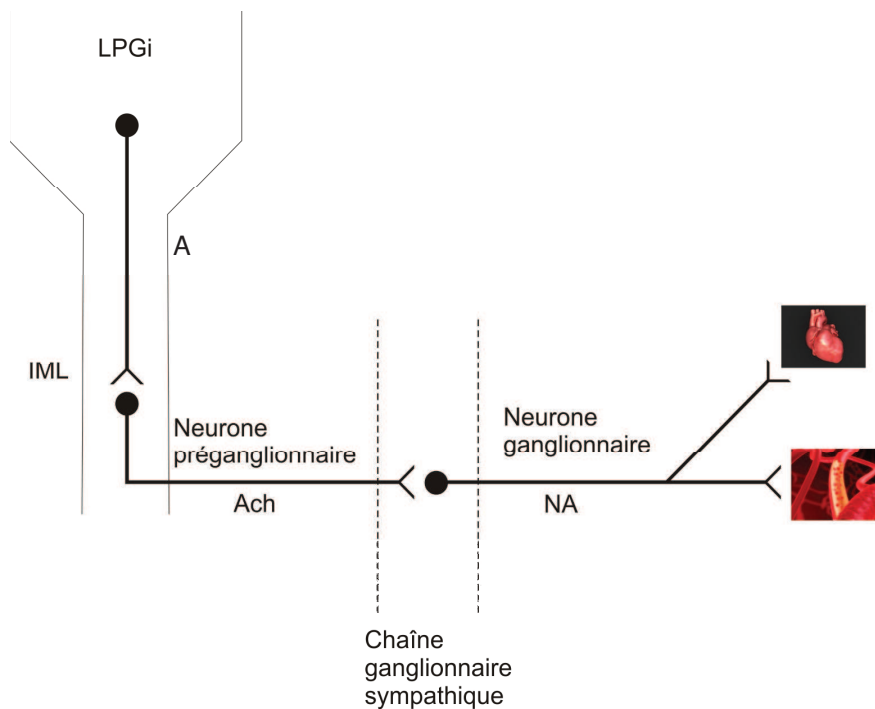 LPGi
A
IML
Neurone
préganglionnaire
Ach
Neurone
ganglionnaire
NA
Chaîne
ganglionnaire
sympathique